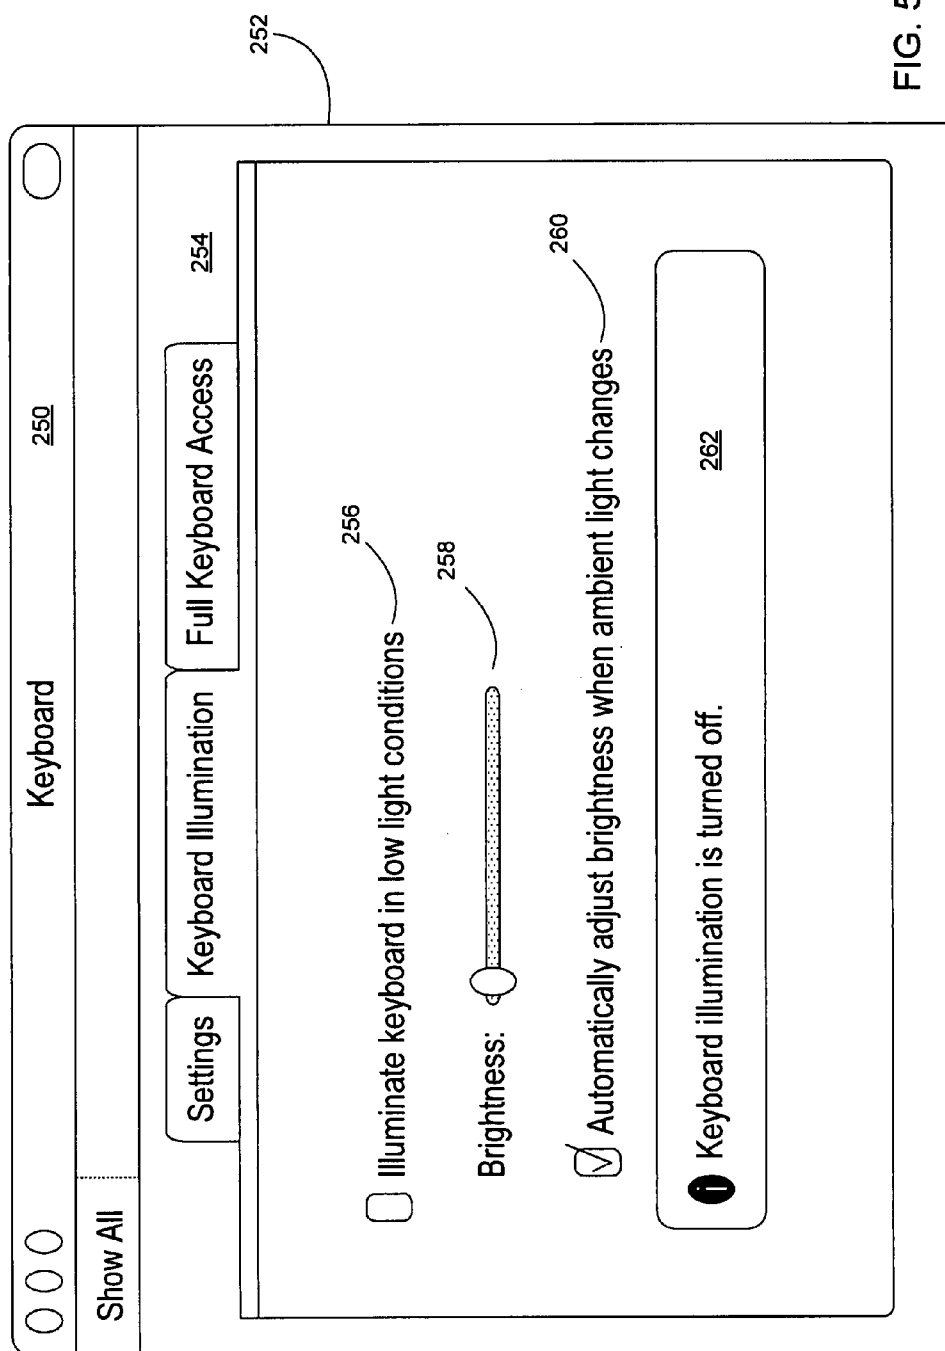 Keyboard 250
252
Show All
Settings Keyboard Illumination Full Keyboard Access 254
Illuminate keyboard in low light conditions 256
Brightness: 258
Automatically adjust brightness when ambient light changes 260
i Keyboard illumination is turned off. 262
FIG. 5